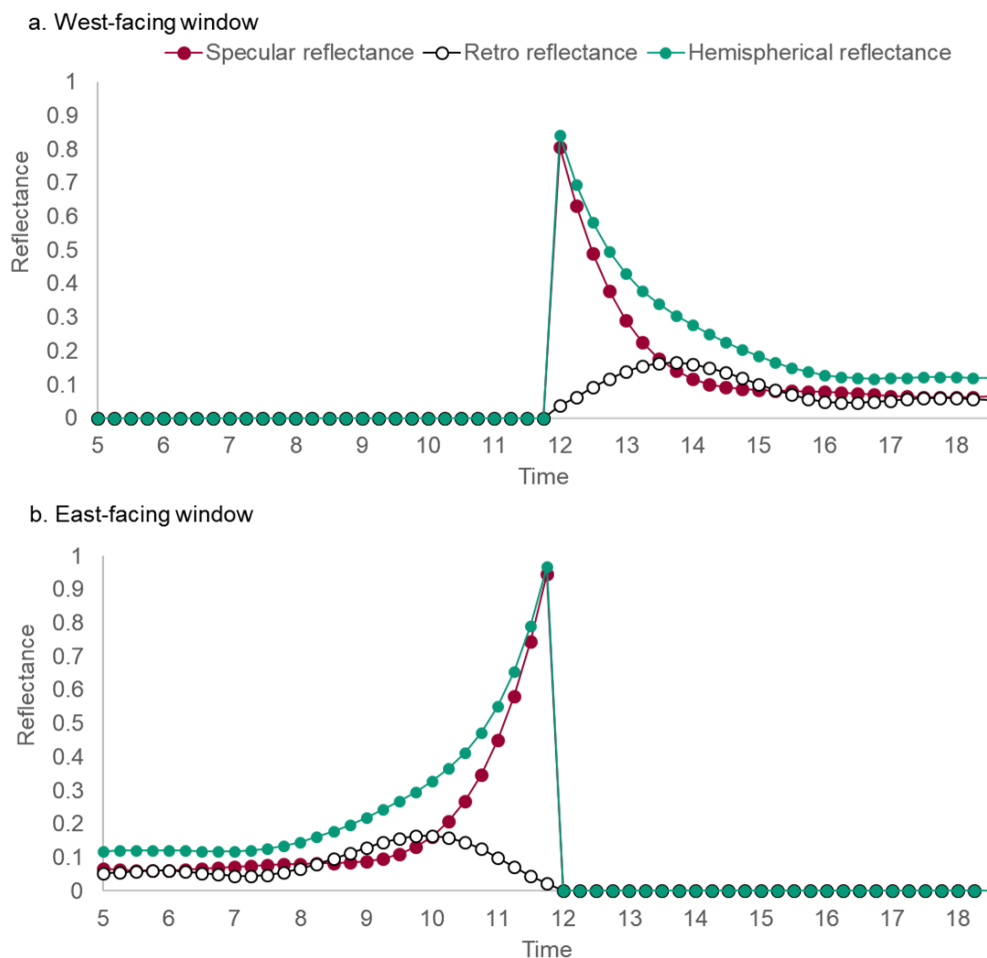 a. West-facing window
Specular reflectance Retro reflectance Hemispherical reflectance
1
0.9
0.8
0.7
0.6
0.5
0.4
0.3
0.2
0.1
0
Reflectance
5 6 7 8 9 10 11 12 13 14 15 16 17 18
Time
b. East-facing window
1
0.9
0.8
0.7
0.6
0.5
0.4
0.3
0.2
0.1
0
Reflectance
5 6 7 8 9 10 11 12 13 14 15 16 17 18
Time